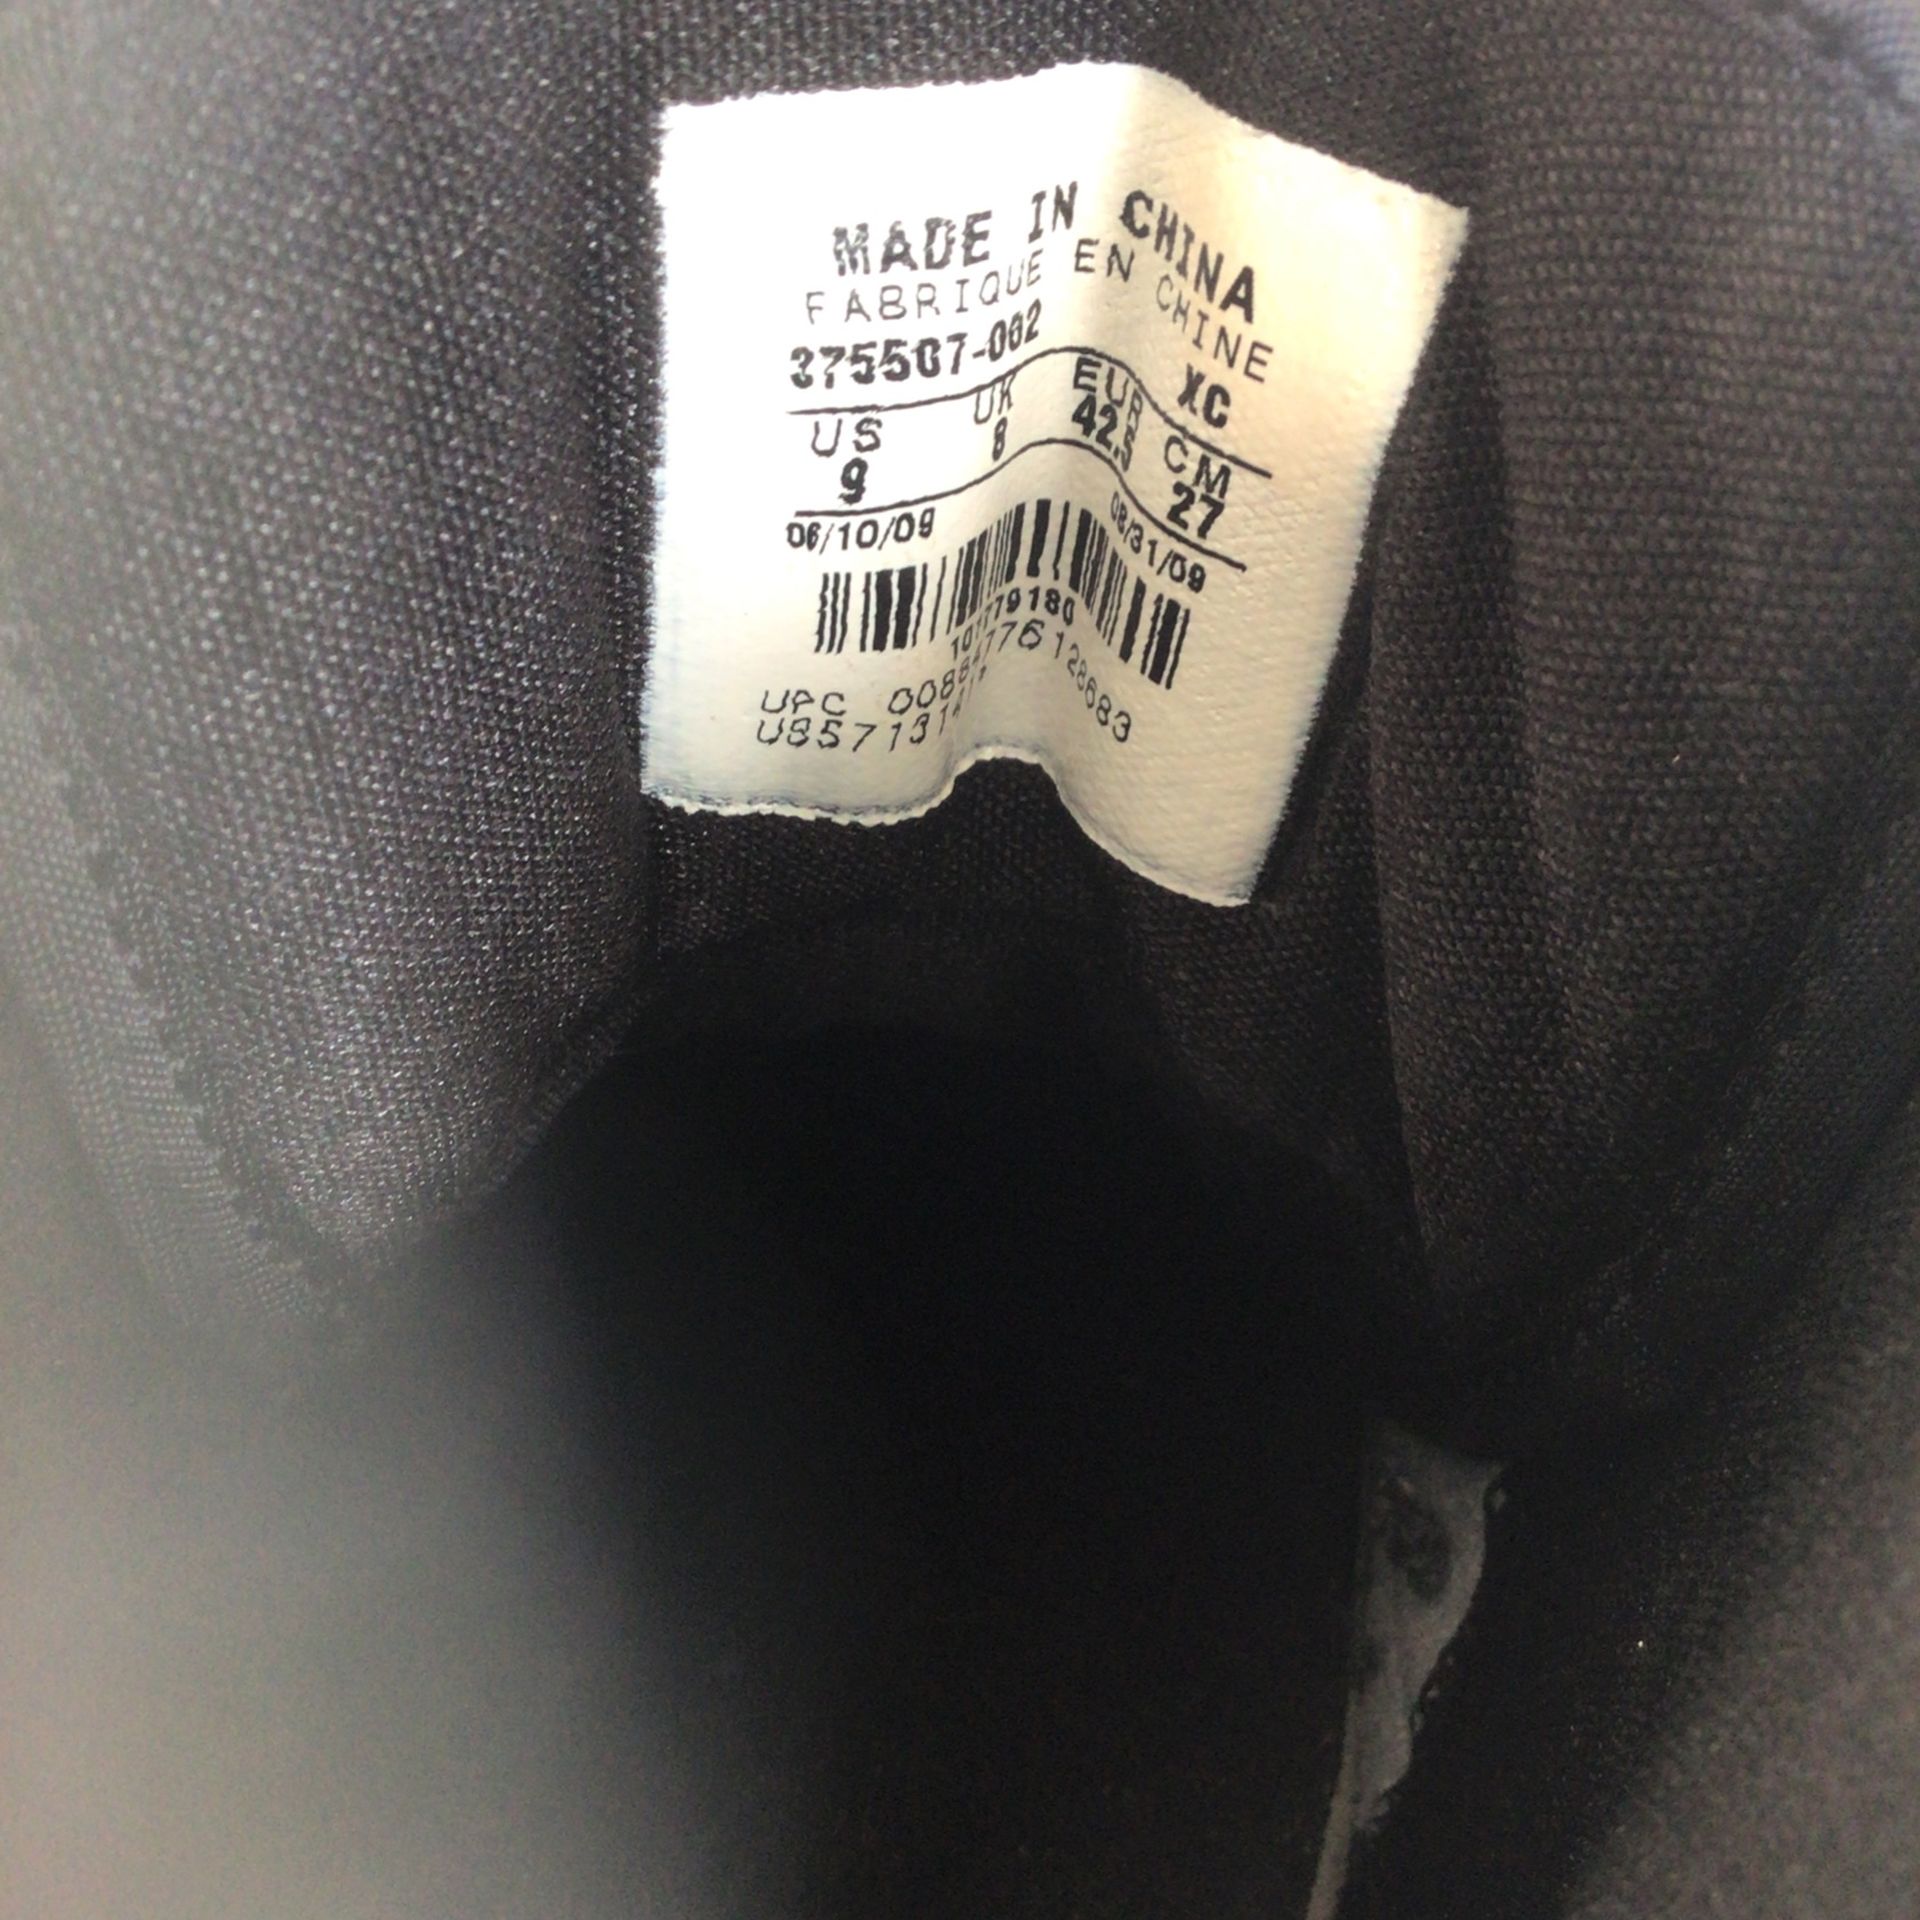 MADE IN CHINA
FABRIQUE EN CHINE
375507-062 XC
US UK EUR CM
9 8 42.5 27
06/10/09 08/31/09
UPC 00884776128683